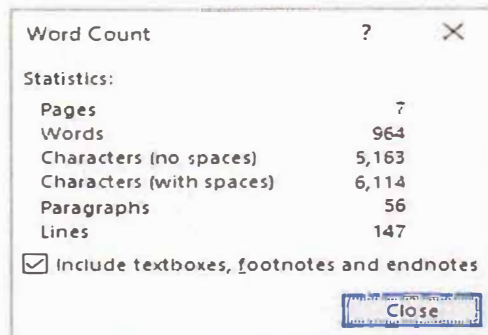 Word Count ? ×
Statistics:
Pages 7
Words 964
Characters (no spaces) 5,163
Characters (with spaces) 6,114
Paragraphs 56
Lines 147
Include textboxes, footnotes and endnotes
Close